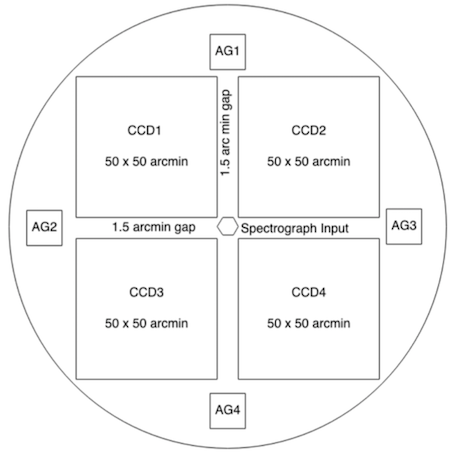 AG1
CCD1
50 x 50 arcmin
1.5 arc min gap
CCD2
50 x 50 arcmin
AG2
1.5 arcmin gap
Spectrograph Input
AG3
CCD3
50 x 50 arcmin
CCD4
50 x 50 arcmin
AG4